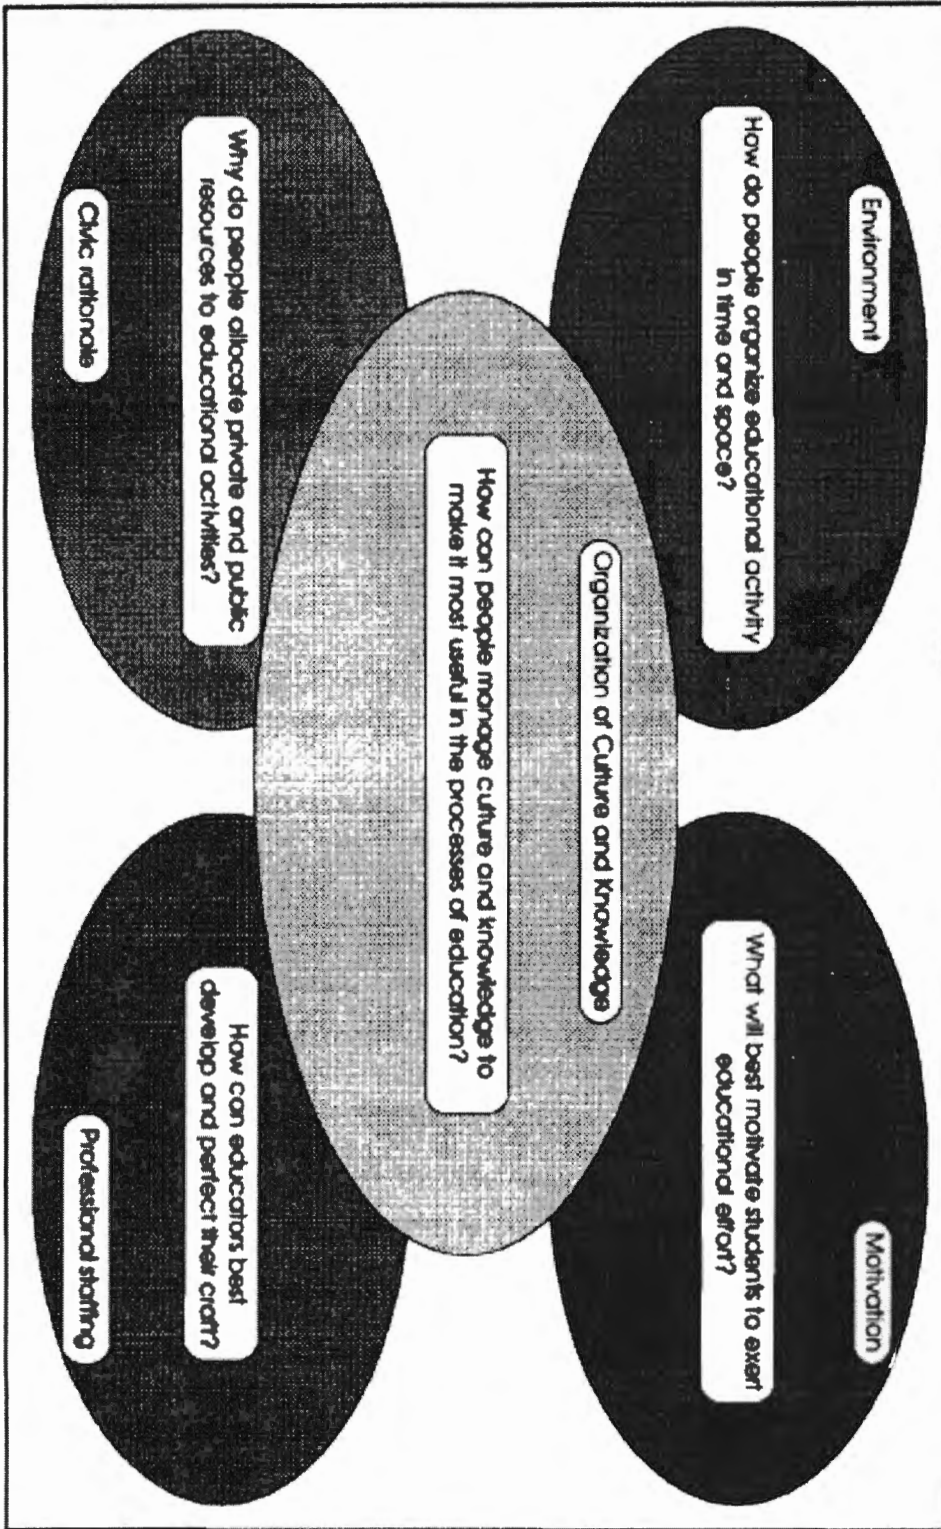 Environment
How do people organize educational activity
in time and space?
Motivation
What will best motivate students to exert
educational effort?
Organization of Culture and Knowledge
How can people manage culture and knowledge to
make it most useful in the processes of education?
Why do people allocate private and public
resources to educational activities?
Civic rationale
How can educators best
develop and perfect their craft?
Professional staffing